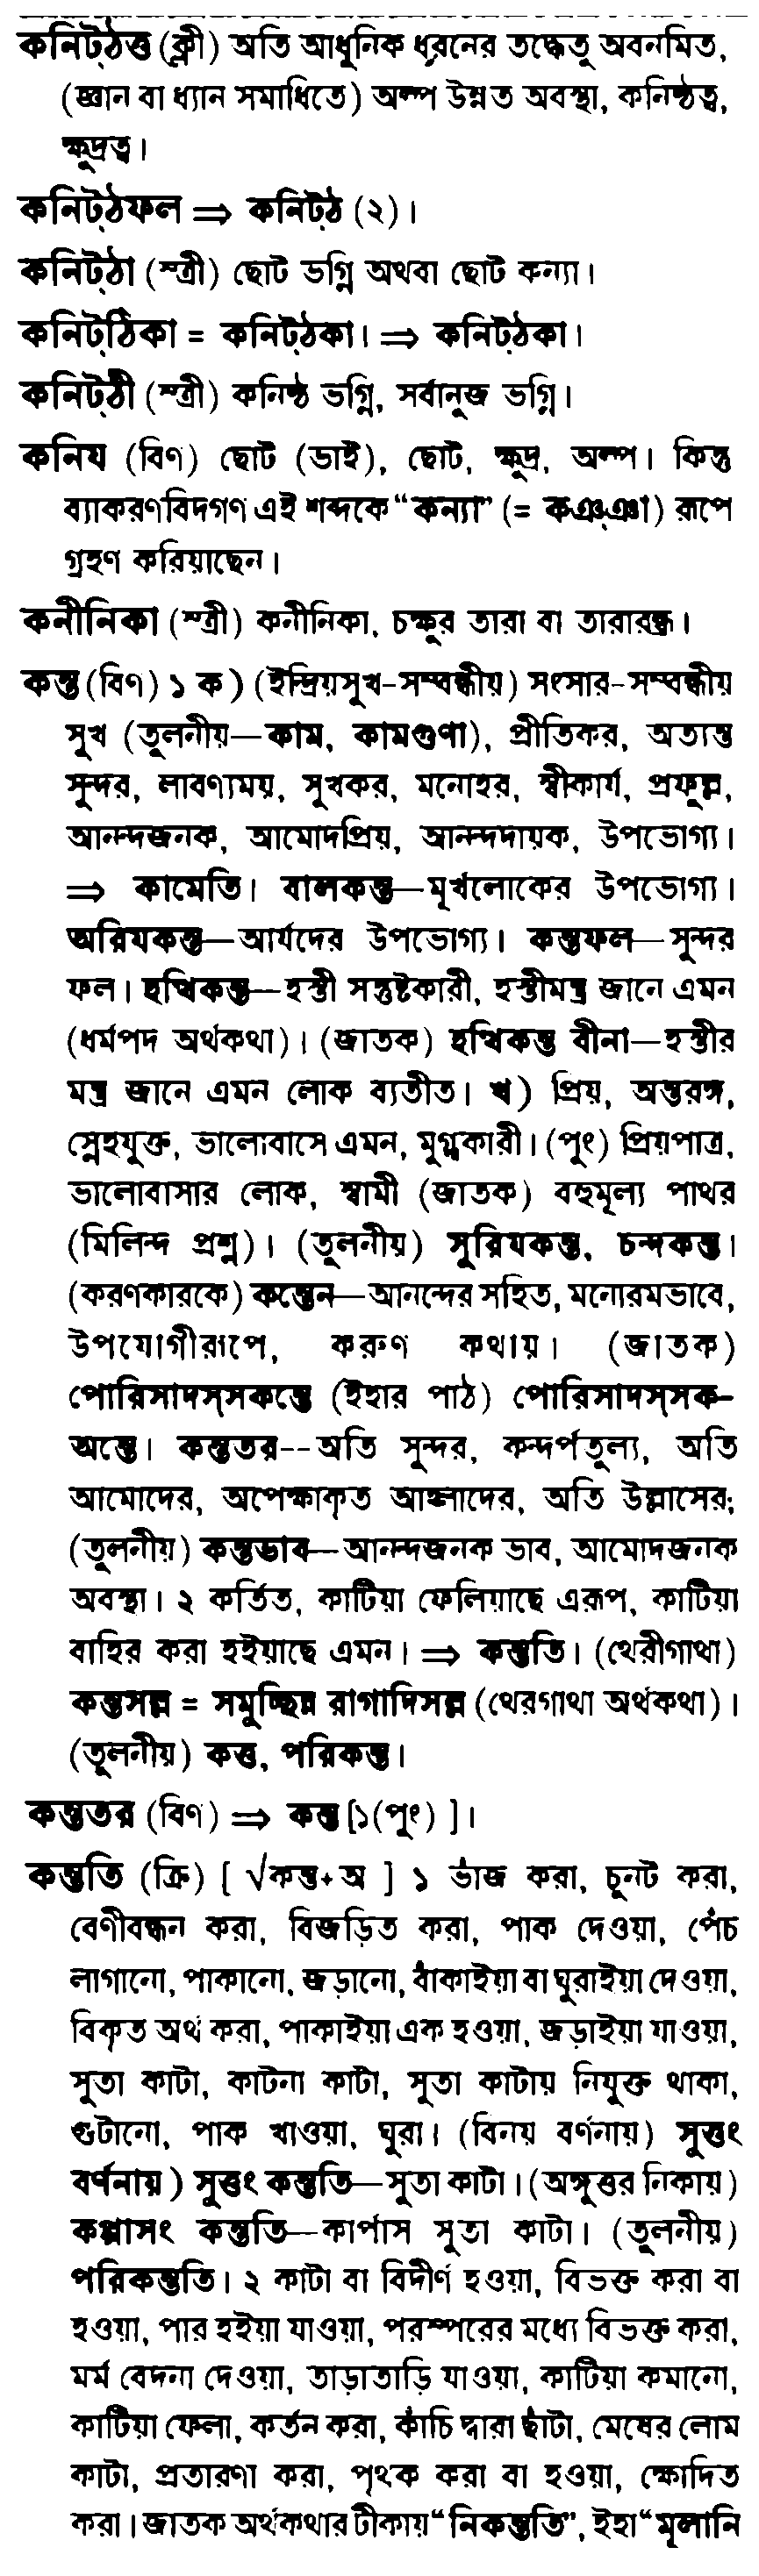 কনিট্‌ঠত্ত (ক্লী) অতি আধুনিক ধরনের তদ্ধেতু অবনমিত,
(জ্ঞান বা ধ্যান সমাধিতে) অল্প উন্নত অবস্থা, কনিষ্ঠত্ব,
ক্ষুদ্রত্ব।
কনিট্‌ঠফল ⇒ কনিট্‌ঠ (২)।
কনিট্‌ঠা (স্ত্রী) ছোট ভগ্নি অথবা ছোট কন্যা।
কনিট্‌ঠিকা = কনিট্‌ঠকা। ⇒ কনিট্‌ঠকা।
কনিট্‌ঠী (স্ত্রী) কনিষ্ঠ ভগ্নি, সর্বানুজ ভগ্নি।
কনিয (বিণ) ছোট (ভাই), ছোট, ক্ষুদ্র, অল্প। কিন্তু
ব্যাকরণবিদগণ এই শব্দকে “কন্যা” (= কঞ্‌ঞা) রূপে
গ্রহণ করিয়াছেন।
কনীনিকা (স্ত্রী) কনীনিকা, চক্ষুর তারা বা তারারন্ধ্র।
কন্ত (বিণ) ১ ক) (ইন্দ্রিয়সুখ-সম্বন্ধীয়) সংসার-সম্বন্ধীয়
সুখ (তুলনীয়—কাম, কামগুণা), প্রীতিকর, অত্যন্ত
সুন্দর, লাবণ্যময়, সুখকর, মনোহর, স্বীকার্য, প্রফুল্ল,
আনন্দজনক, আমোদপ্রিয়, আনন্দদায়ক, উপভোগ্য।
⇒ কামেতি। বালকন্ত—মূর্খলোকের উপভোগ্য।
অরিযকন্ত—আর্যদের উপভোগ্য। কন্তফল—সুন্দর
ফল। হত্থিকন্ত—হস্তী সন্তুষ্টকারী, হস্তীমন্ত্র জানে এমন
(ধর্মপদ অর্থকথা)। (জাতক) হত্থিকন্ত বীনা—হস্তীর
মন্ত্র জানে এমন লোক ব্যতীত। খ) প্রিয়, অন্তরঙ্গ,
স্নেহযুক্ত, ভালোবাসে এমন, মুগ্ধকারী। (পুং) প্রিয়পাত্র,
ভালোবাসার লোক, স্বামী (জাতক) বহুমূল্য পাথর
(মিলিন্দ প্রশ্ন)। (তুলনীয়) সুরিযকন্ত, চন্দকন্ত।
(করণকারকে) কন্তেন—আনন্দের সহিত, মনোরমভাবে,
উপযোগীরূপে, করুণ কথায়। (জাতক)
পোরিসাদস্‌সকন্তে (ইহার পাঠ) পোরিসাদস্‌সক-
অন্তে। কন্ততর--অতি সুন্দর, কন্দর্পতুল্য, অতি
আমোদের, অপেক্ষাকৃত আহ্লাদের, অতি উল্লাসের;
(তুলনীয়) কন্তভাব—আনন্দজনক ভাব, আমোদজনক
অবস্থা। ২ কর্তিত, কাটিয়া ফেলিয়াছে এরূপ, কাটিয়া
বাহির করা হইয়াছে এমন। ⇒ কন্ততি। (থেরীগাথা)
কন্তসল্ল = সমুচ্ছিন্ন রাগাদিসল্ল (থেরগাথা অর্থকথা)।
(তুলনীয়) কত্ত, পরিকন্ত।
কন্ততর (বিণ) ⇒ কন্ত [১(পুং) ]।
কন্ততি (ক্রি) [ √কন্ত+অ ] ১ ভাঁজ করা, চুনট করা,
বেণীবন্ধন করা, বিজড়িত করা, পাক দেওয়া, পেঁচ
লাগানো, পাকানো, জড়ানো, বাঁকাইয়া বা ঘুরাইয়া দেওয়া,
বিকৃত অর্থ করা, পাকাইয়া এক হওয়া, জড়াইয়া যাওয়া,
সুতা কাটা, কাটনা কাটা, সুতা কাটায় নিযুক্ত থাকা,
গুটানো, পাক খাওয়া, ঘুরা। (বিনয় বর্ণনায়) সুত্তং
বর্ণনায়) সুত্তং কন্ততি—সুতা কাটা। (অঙ্গুত্তর নিকায়)
কপ্পাসং কন্ততি—কার্পাস সুতা কাটা। (তুলনীয়)
পরিকন্ততি। ২ কাটা বা বিদীর্ণ হওয়া, বিভক্ত করা বা
হওয়া, পার হইয়া যাওয়া, পরস্পরের মধ্যে বিভক্ত করা,
মর্ম বেদনা দেওয়া, তাড়াতাড়ি যাওয়া, কাটিয়া কমানো,
কাটিয়া ফেলা, কর্তন করা, কাঁচি দ্বারা ছাঁটা, মেষের লোম
কাটা, প্রতারণা করা, পৃথক করা বা হওয়া, ক্ষোদিত
করা। জাতক অর্থকথার টীকায় “নিকন্ততি”, ইহা “মূলানি